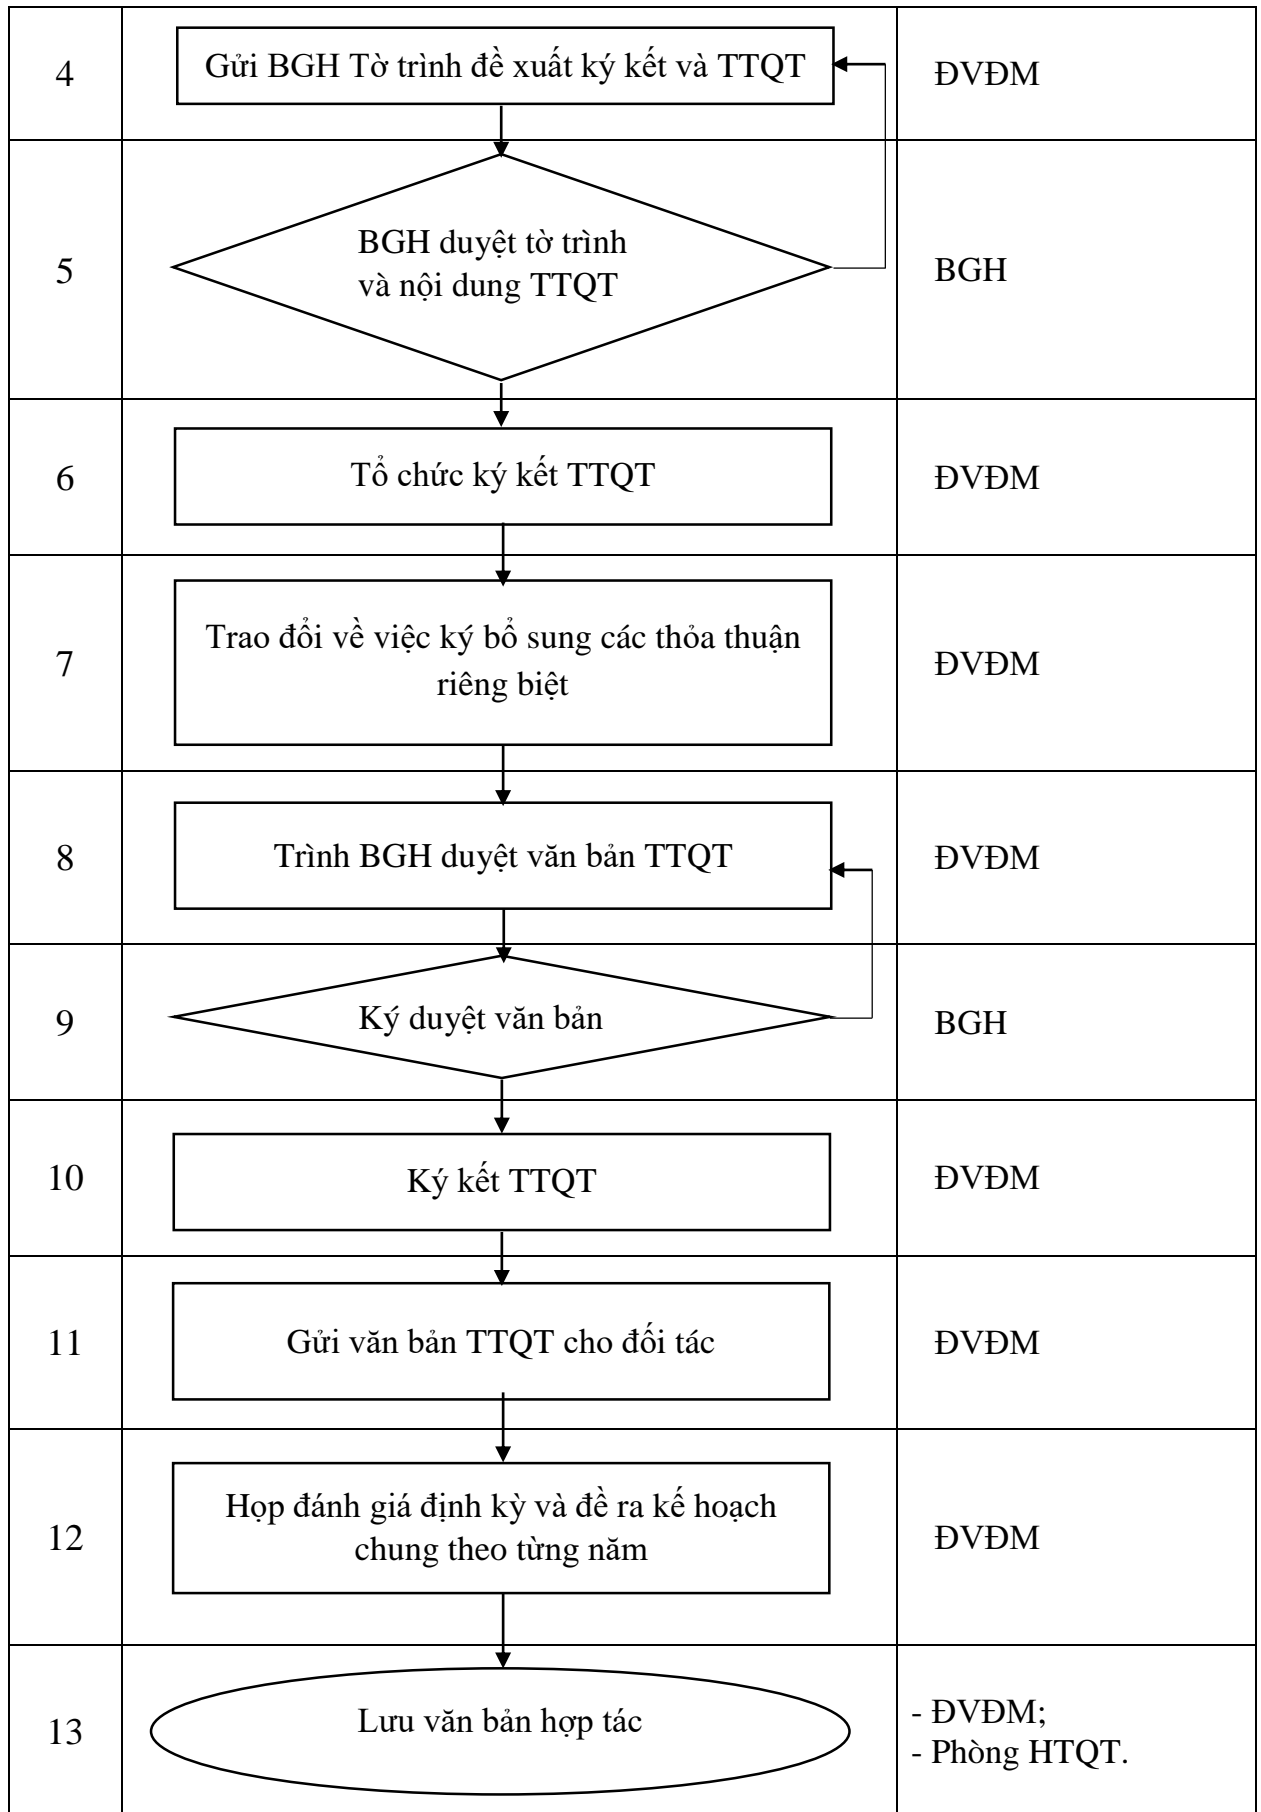 4
Gửi BGH Tờ trình đề xuất ký kết và TTQT
ĐVĐM
5
BGH duyệt tờ trình
và nội dung TTQT
BGH
6
Tổ chức ký kết TTQT
ĐVĐM
7
Trao đổi về việc ký bổ sung các thỏa thuận
riêng biệt
ĐVĐM
8
Trình BGH duyệt văn bản TTQT
ĐVĐM
9
Ký duyệt văn bản
BGH
10
Ký kết TTQT
ĐVĐM
11
Gửi văn bản TTQT cho đối tác
ĐVĐM
12
Họp đánh giá định kỳ và đề ra kế hoạch
chung theo từng năm
ĐVĐM
13
Lưu văn bản hợp tác
- ĐVĐM;
- Phòng HTQT.